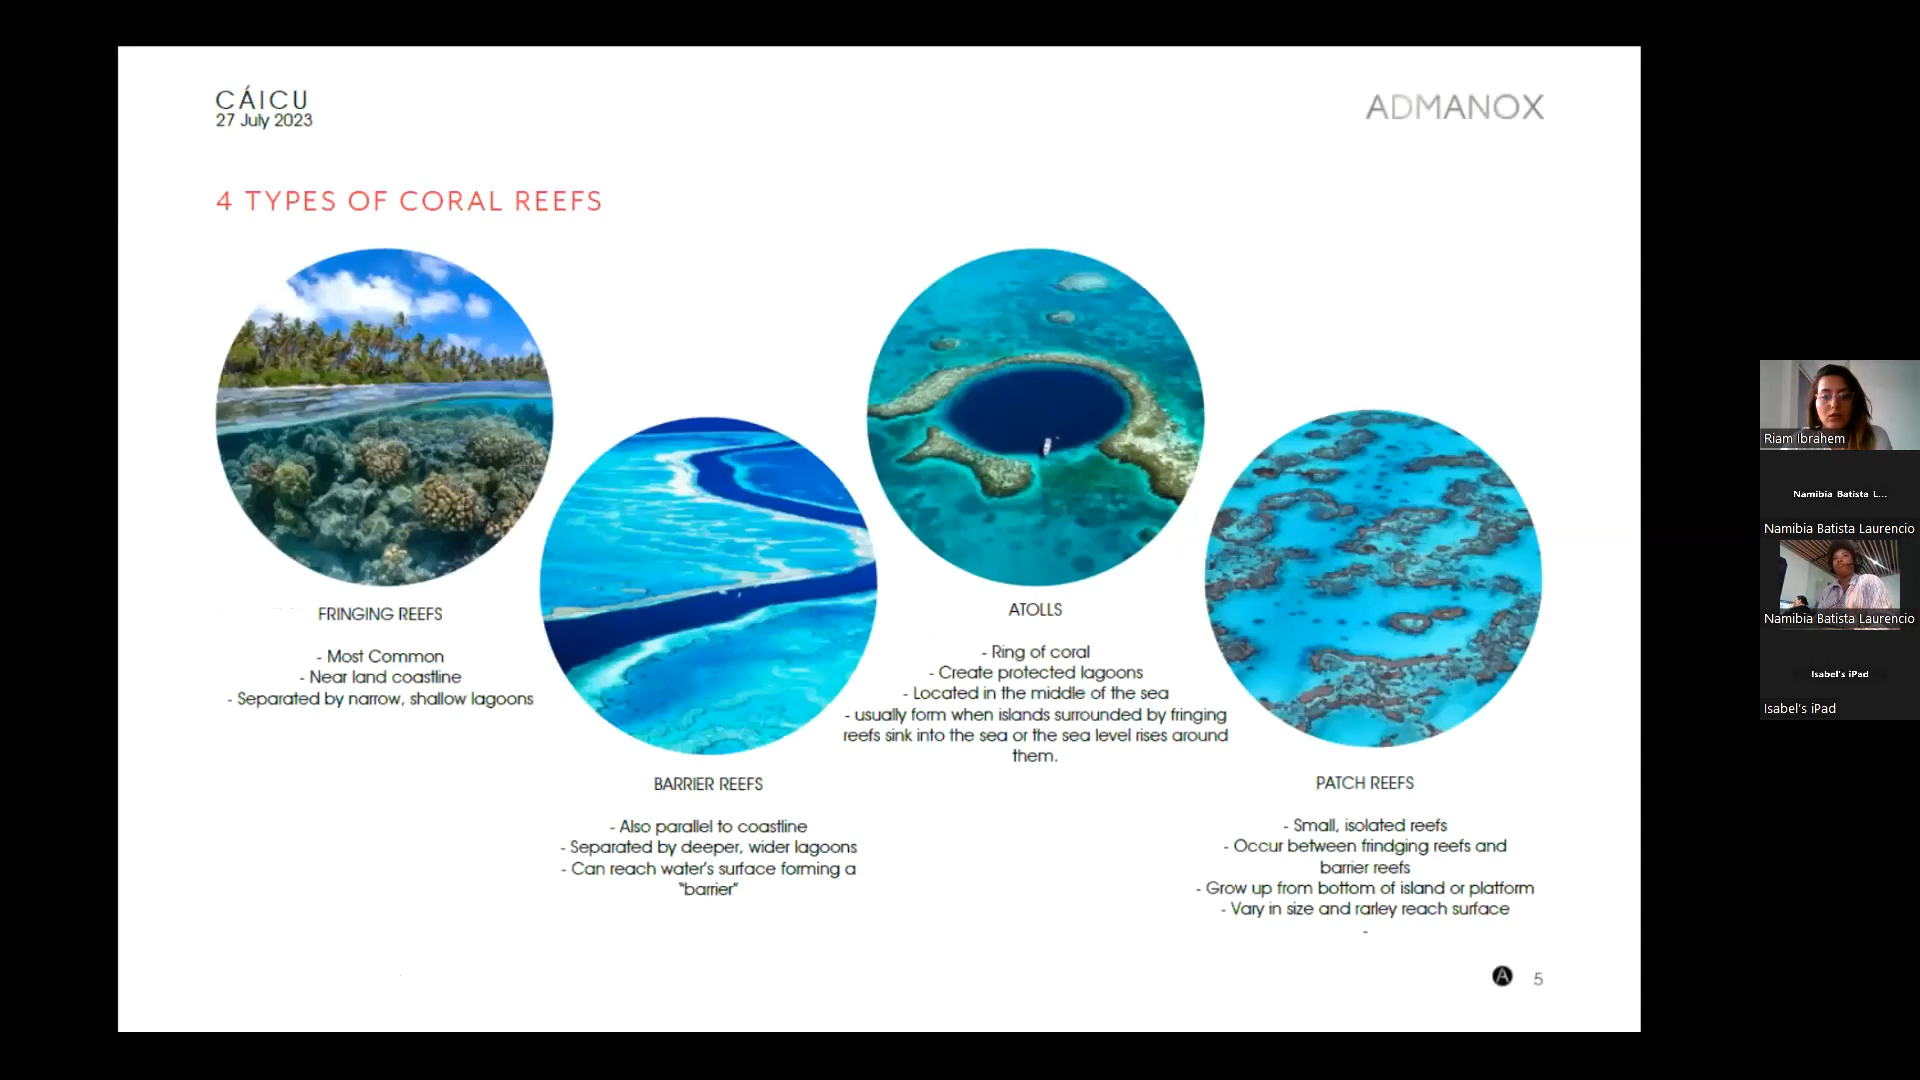 CÁICU
27 July 2023
ADMANOX
4 TYPES OF CORAL REEFS
FRINGING REEFS
- Most Common
- Near land coastline
- Separated by narrow, shallow lagoons
BARRIER REEFS
- Also parallel to coastline
- Separated by deeper, wider lagoons
- Can reach water's surface forming a
"barrier"
ATOLLS
- Ring of coral
- Create protected lagoons
- Located in the middle of the sea
- usually form when islands surrounded by fringing
reefs sink into the sea or the sea level rises around
them.
PATCH REEFS
- Small, isolated reefs
- Occur between frindging reefs and
barrier reefs
- Grow up from bottom of island or platform
- Vary in size and rarley reach surface
-
A
5
Riam Ibrahem
Namibia Batista L...
Namibia Batista Laurencio
Namibia Batista Laurencio
Isabel's iPad
Isabel's iPad